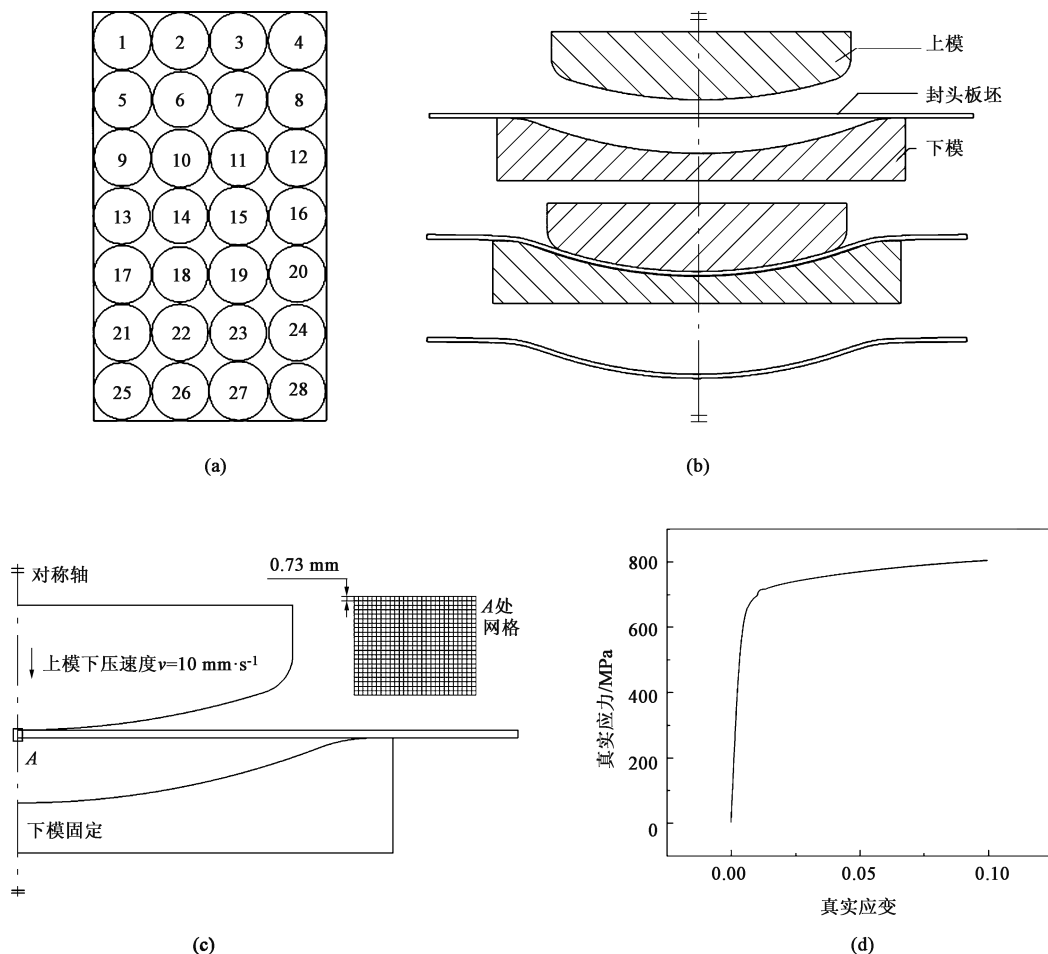 1 2 3 4
5 6 7 8
9 10 11 12
13 14 15 16
17 18 19 20
21 22 23 24
25 26 27 28
(a)
上模
封头板坯
下模
(b)
对称轴
0.73 mm
A处
网格
上模下压速度v=10 mm·s-1
A
下模固定
(c)
真实应力/MPa
800
600
400
200
0
0.00 0.05 0.10
真实应变
(d)